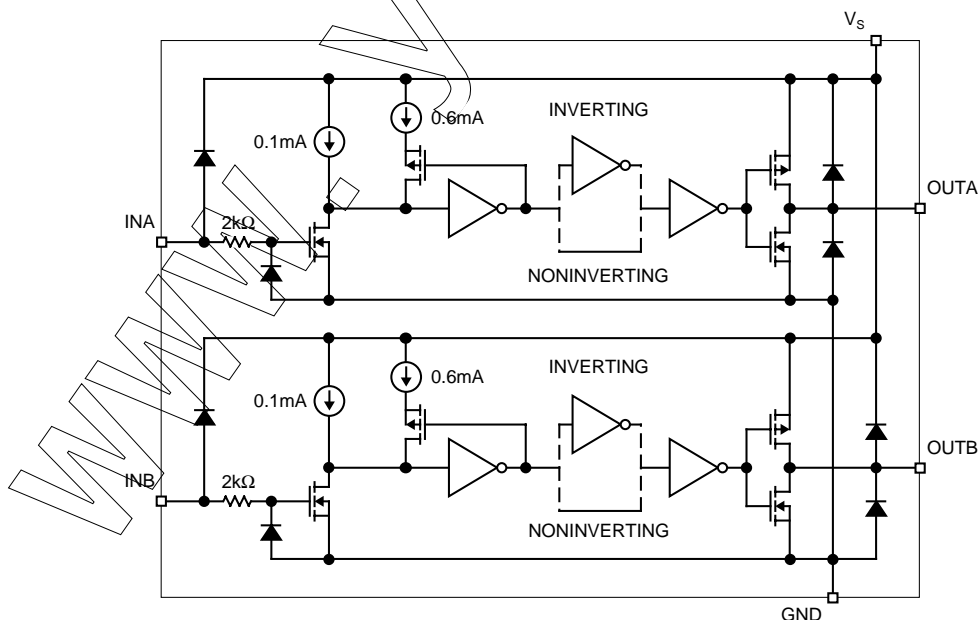 V_S
INVERTING
0.6mA
0.1mA
OUTA
INA
2kΩ
NONINVERTING
INVERTING
0.6mA
0.1mA
OUTB
INB
2kΩ
NONINVERTING
GND
WWW.